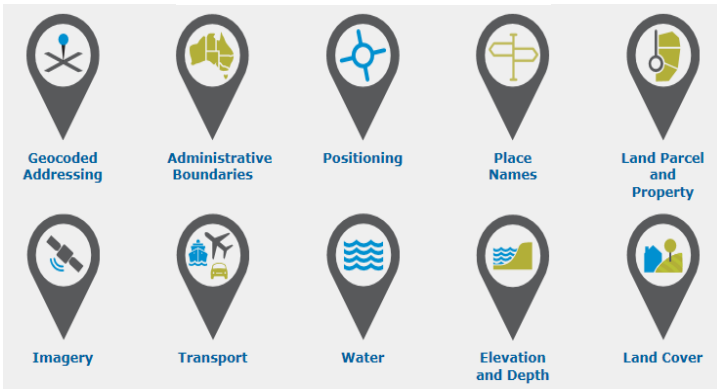 Geocoded
Addressing
Administrative
Boundaries
Positioning
Place
Names
Land Parcel
and
Property
Imagery
Transport
Water
Elevation
and Depth
Land Cover